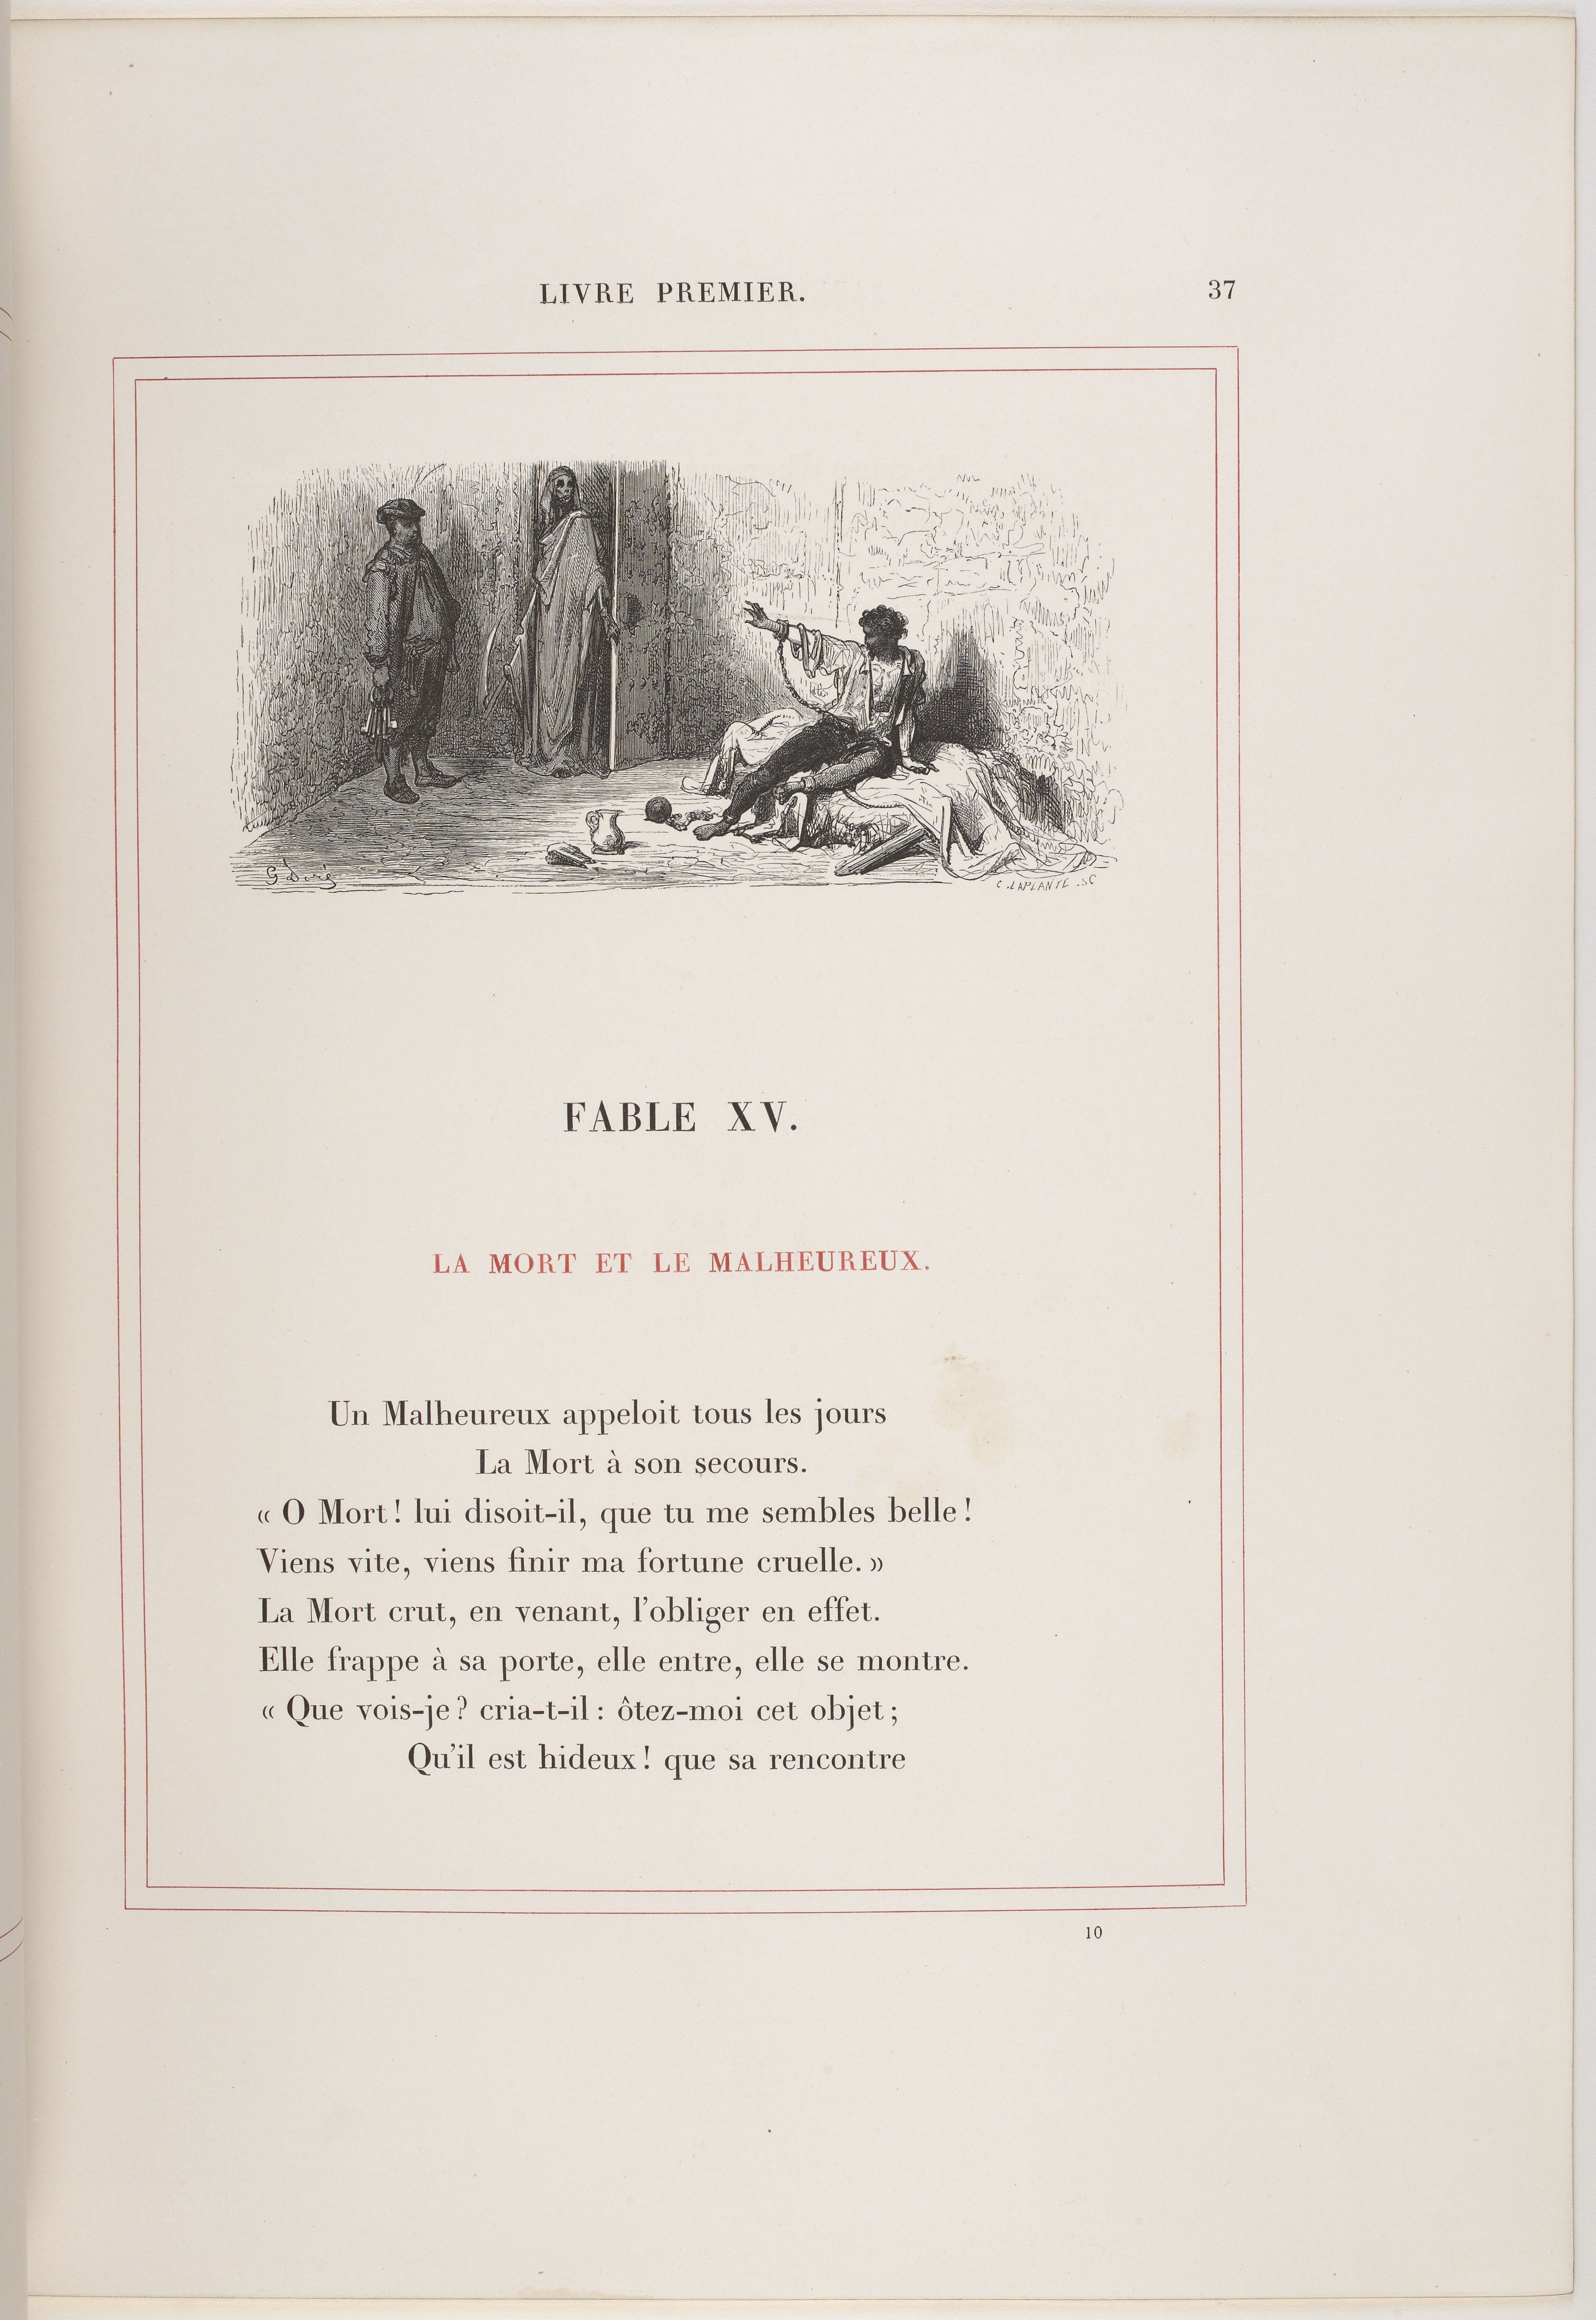 LIVRE PREMIER.
37
G Doré
C. LAPLANTE .SC
FABLE XV.
LA MORT ET LE MALHEUREUX.
Un Malheureux appeloit tous les jours
La Mort à son secours.
« O Mort! lui disoit-il, que tu me sembles belle!
Viens vite, viens finir ma fortune cruelle. »
La Mort crut, en venant, l'obliger en effet.
Elle frappe à sa porte, elle entre, elle se montre.
« Que vois-je? cria-t-il : ôtez-moi cet objet;
Qu'il est hideux! que sa rencontre
10